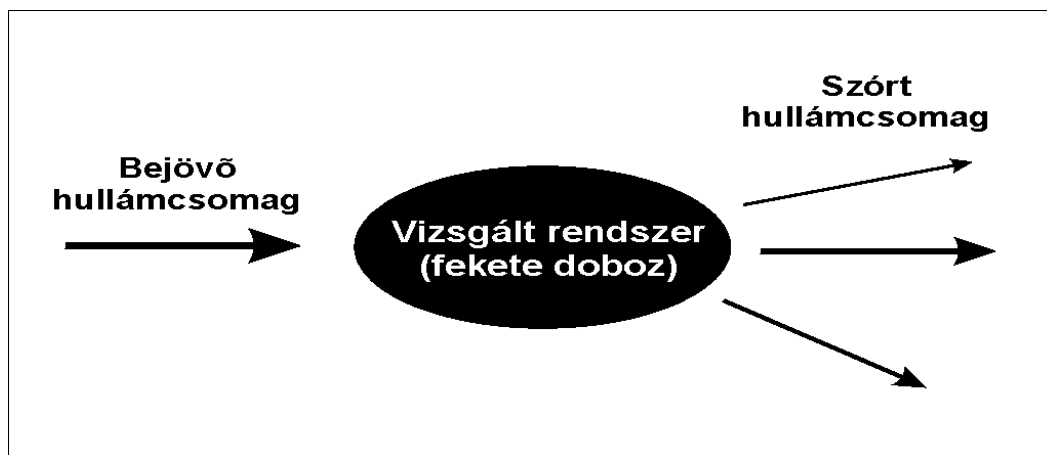 Bejövõ
hullámcsomag
Vizsgált rendszer
(fekete doboz)
Szórt
hullámcsomag